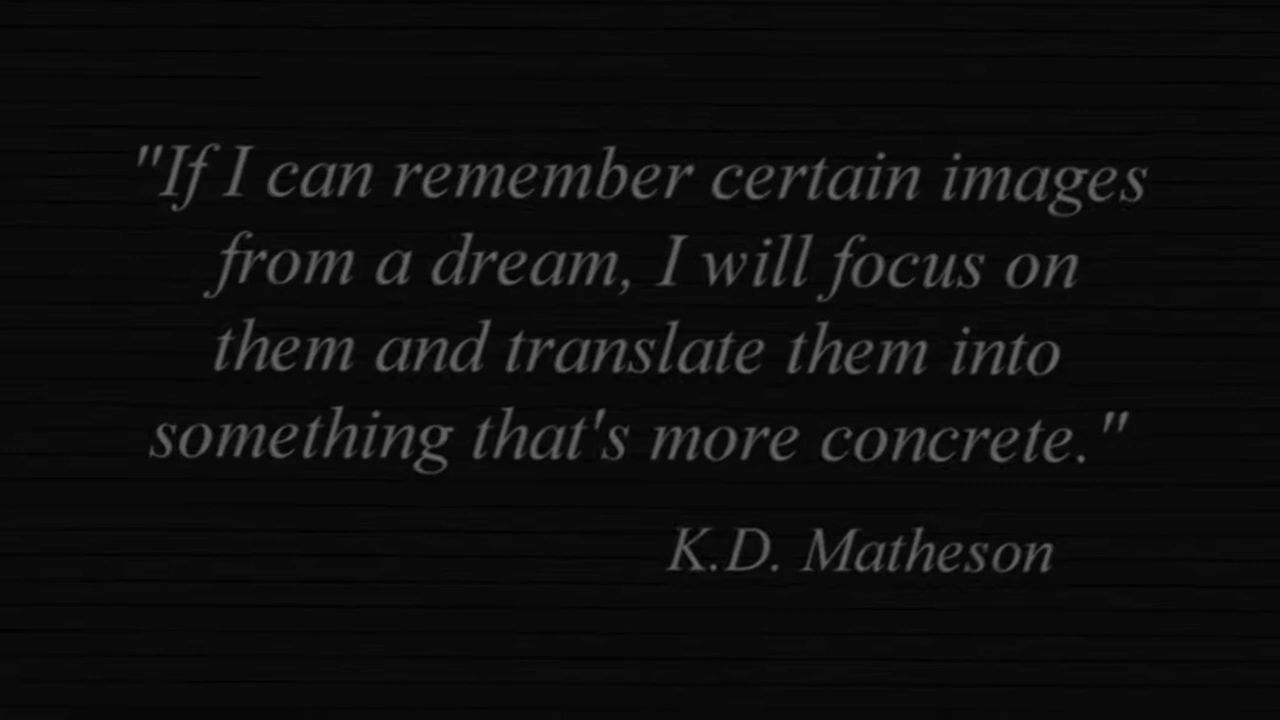 "If I can remember certain images
from a dream, I will focus on
them and translate them into
something that's more concrete."
K.D. Matheson